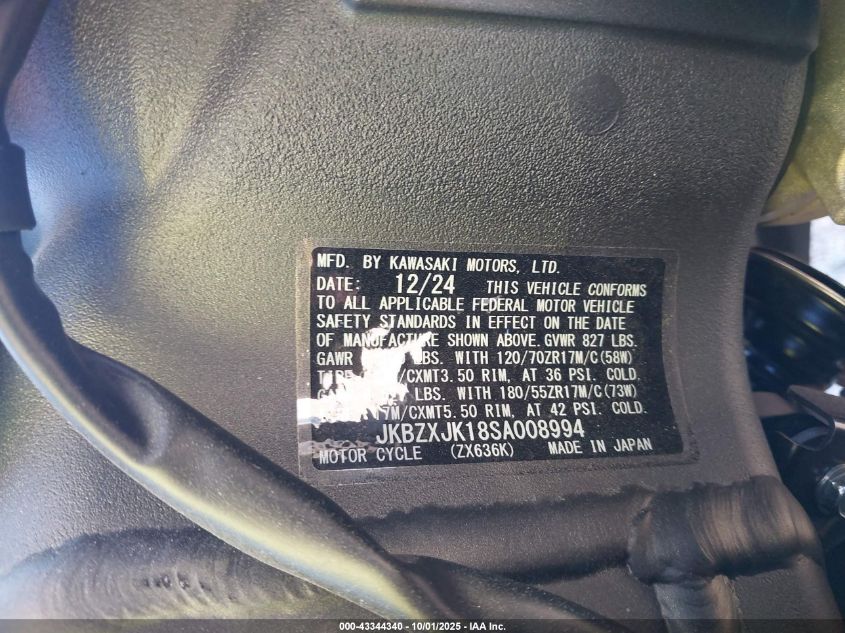 MFD. BY KAWASAKI MOTORS, LTD.
DATE: 12/24 THIS VEHICLE CONFORMS
TO ALL APPLICABLE FEDERAL MOTOR VEHICLE
SAFETY STANDARDS IN EFFECT ON THE DATE
OF MANUFACTURE SHOWN ABOVE. GVWR 827 LBS.
GAWR LBS. WITH 120/70ZR17M/C(58W)
TIRE /CXMT3.50 RIM, AT 36 PSI. COLD.
LBS. WITH 180/55ZR17M/C(73W)
17M/CXMT5.50 RIM, AT 42 PSI. COLD.
JKBZXJK18SA008994
MOTOR CYCLE (ZX636K) MADE IN JAPAN
000-43344340 - 10/01/2025 - IAA Inc.